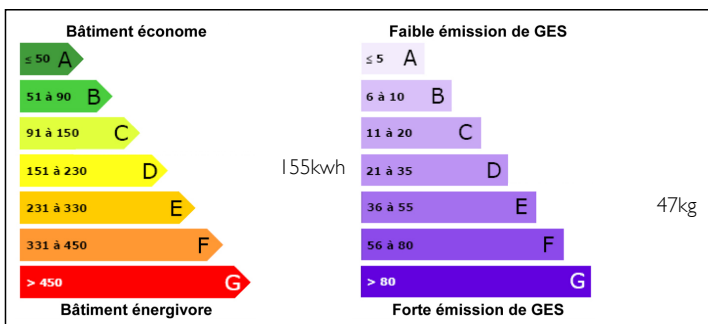 Bâtiment économe
≤ 50 A
51 à 90 B
91 à 150 C
151 à 230 D
231 à 330 E
331 à 450 F
> 450 G
Bâtiment énergivore
155kwh
Faible émission de GES
≤ 5 A
6 à 10 B
11 à 20 C
21 à 35 D
36 à 55 E
56 à 80 F
> 80 G
Forte émission de GES
47kg